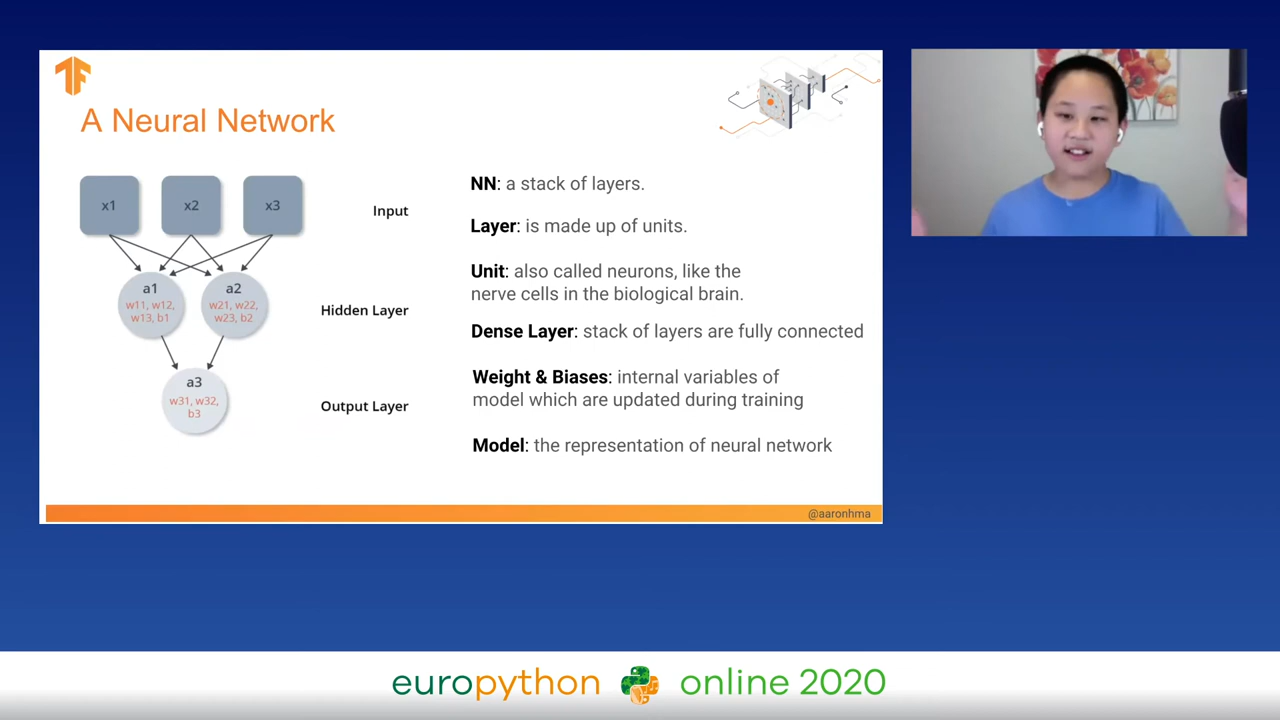 A Neural Network
x1 x2 x3
Input
a1
w11, w12,
w13, b1
a2
w21, w22,
w23, b2
Hidden Layer
a3
w31, w32,
b3
Output Layer
NN: a stack of layers.
Layer: is made up of units.
Unit: also called neurons, like the
nerve cells in the biological brain.
Dense Layer: stack of layers are fully connected
Weight & Biases: internal variables of
model which are updated during training
Model: the representation of neural network
@aaronhma
europython online 2020